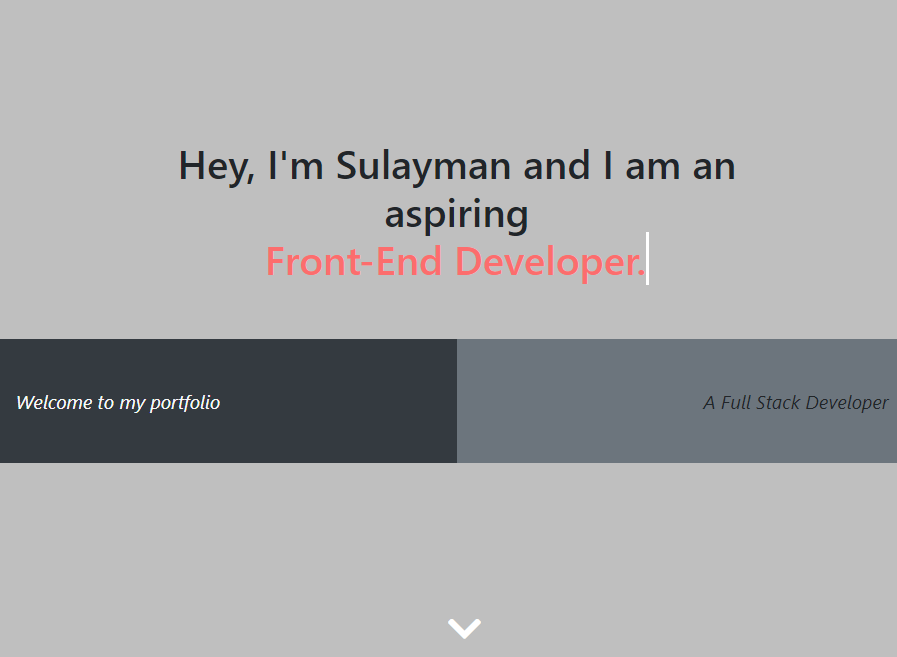 Hey, I'm Sulayman and I am an
aspiring
Front-End Developer.
Welcome to my portfolio
A Full Stack Developer